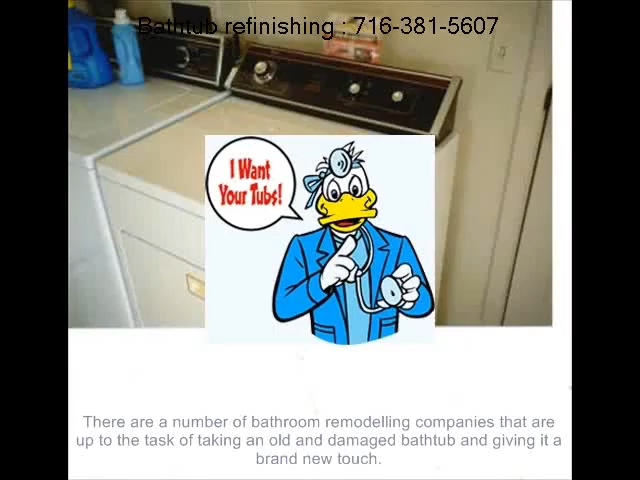 Bathtub refinishing : 716-381-5607
I Want
Your Tubs!
There are a number of bathroom remodelling companies that are
up to the task of taking an old and damaged bathtub and giving it a
brand new touch.